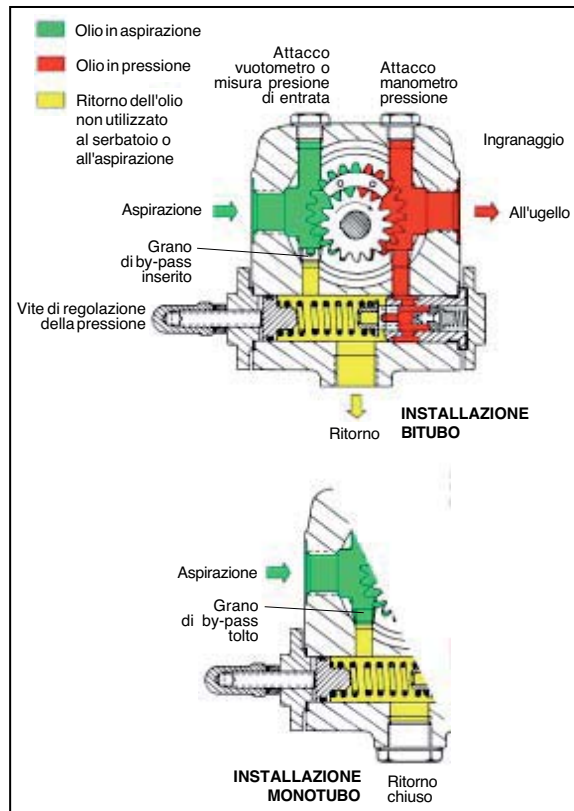 Olio in aspirazione
Olio in pressione
Ritorno dell'olio
non utilizzato
al serbatoio o
all'aspirazione
Attacco
vuotometro o
misura presione
di entrata
Attacco
manometro
pressione
Ingranaggio
Aspirazione
All'ugello
Grano
di by-pass
inserito
Vite di regolazione
della pressione
Ritorno
INSTALLAZIONE
BITUBO
Aspirazione
Grano
di by-pass
tolto
INSTALLAZIONE
MONOTUBO
Ritorno
chiuso